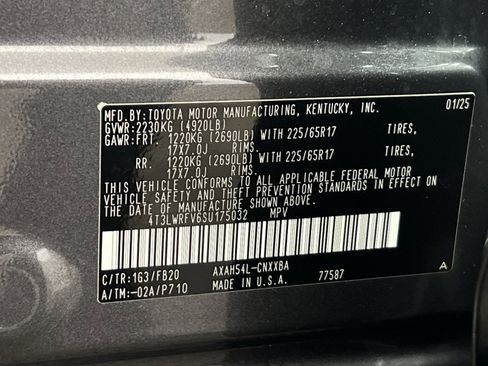 MFD.BY:TOYOTA MOTOR MANUFACTURING, KENTUCKY, INC. 01/25
GVWR:2230KG (4920LB)
GAWR:FRT. 1220KG (2690LB) WITH 225/65R17 TIRES,
17X7.0J RIMS.
RR. 1220KG (2690LB) WITH 225/65R17 TIRES,
17X7.0J RIMS.
THIS VEHICLE CONFORMS TO ALL APPLICABLE FEDERAL MOTOR
VEHICLE SAFETY AND THEFT PREVENTION STANDARDS IN EFFECT ON
THE DATE OF MANUFACTURE SHOWN ABOVE.
4T3LWRFV6SU175032 MPV
C/TR:1G3/FB20 AXAH54L-CNXXBA
A/TM:-02A/P710 MADE IN U.S.A. 77587 A